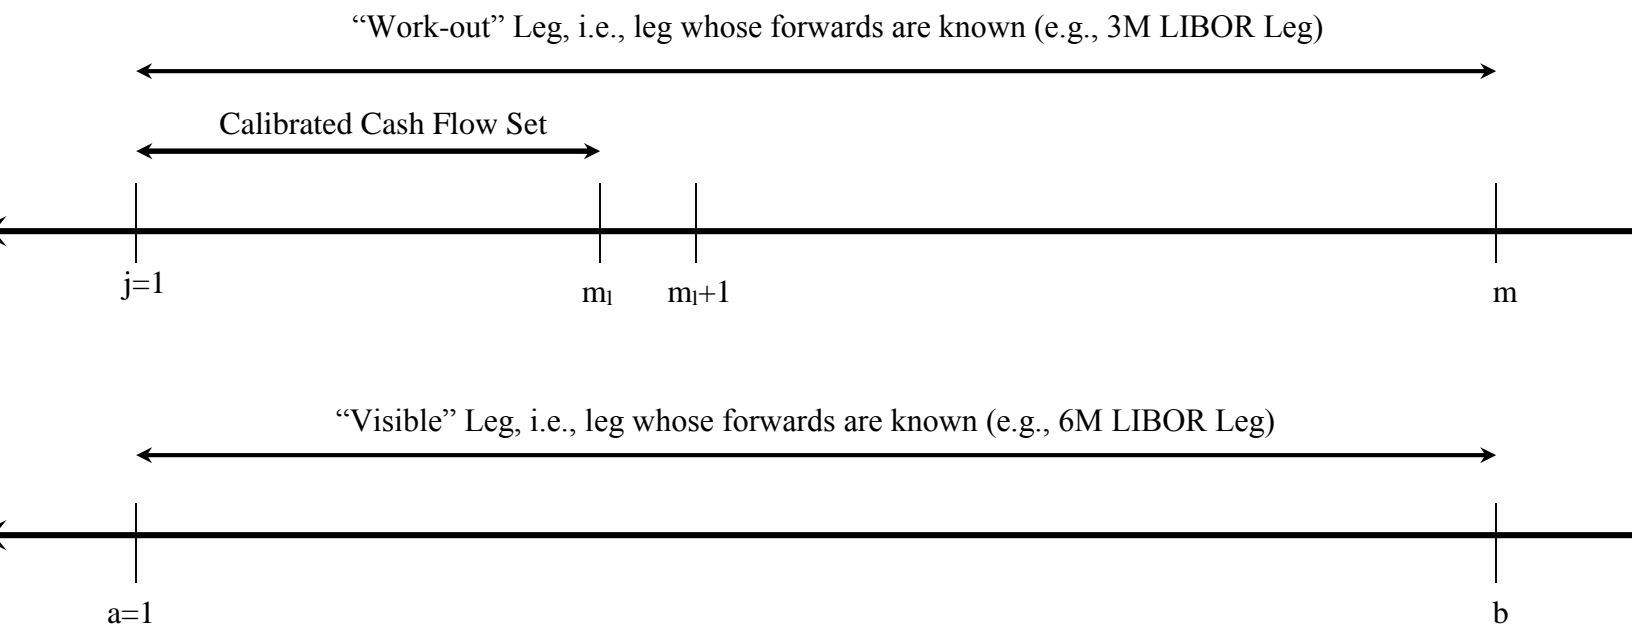 “Work-out” Leg, i.e., leg whose forwards are known (e.g., 3M LIBOR Leg)
Calibrated Cash Flow Set
j=1 mₗ mₗ+1 m
“Visible” Leg, i.e., leg whose forwards are known (e.g., 6M LIBOR Leg)
a=1 b